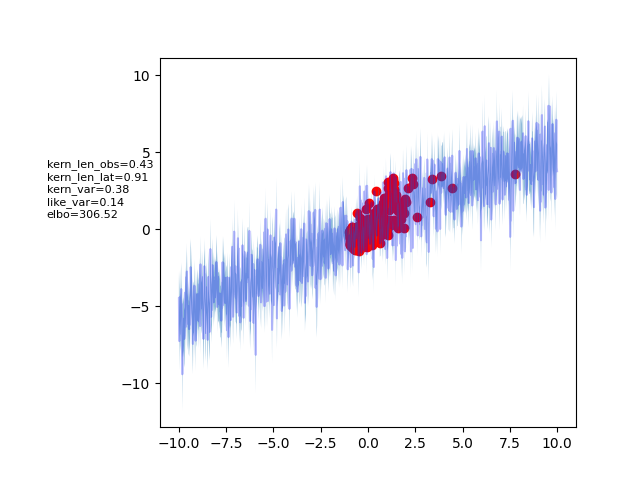 10
5
0
−5
−10
kern_len_obs=0.43
kern_len_lat=0.91
kern_var=0.38
like_var=0.14
elbo=306.52
−10.0 −7.5 −5.0 −2.5 0.0 2.5 5.0 7.5 10.0